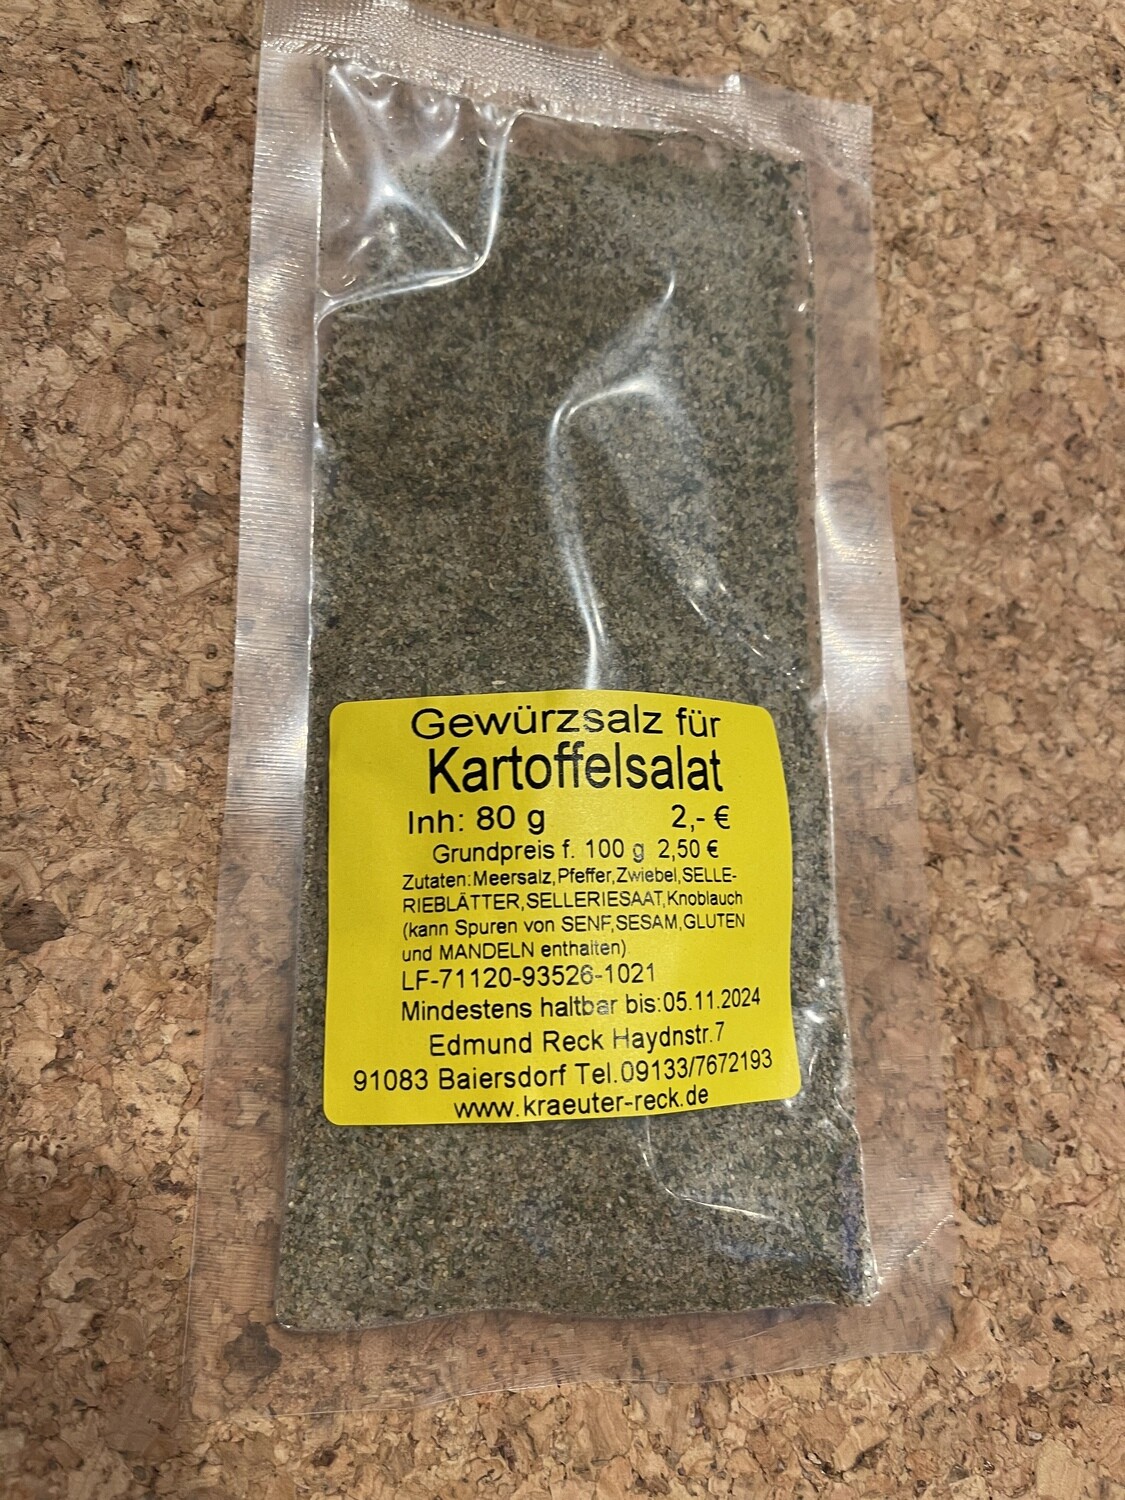 Gewürzsalz für
Kartoffelsalat
Inh: 80 g 2,- €
Grundpreis f. 100 g 2,50 €
Zutaten:Meersalz,Pfeffer,Zwiebel,SELLE-
RIEBLÄTTER,SELLERIESAAT,Knoblauch
(kann Spuren von SENF,SESAM,GLUTEN
und MANDELN enthalten)
LF-71120-93526-1021
Mindestens haltbar bis:05.11.2024
Edmund Reck Haydnstr.7
91083 Baiersdorf Tel.09133/7672193
www.kraeuter-reck.de